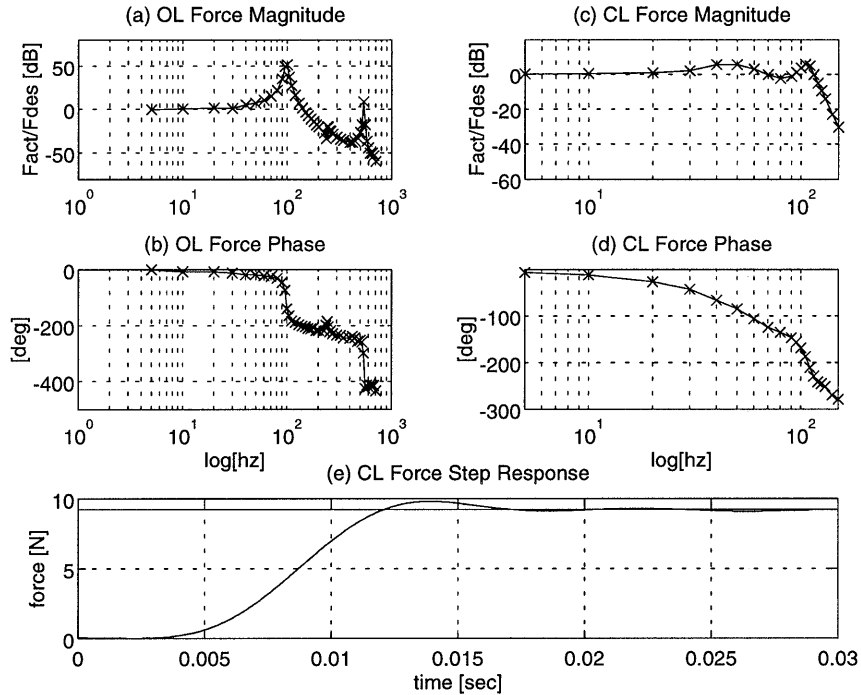 (a) OL Force Magnitude
Fact/Fdes [dB]
50
0
-50
10^0 10^1 10^2 10^3
(c) CL Force Magnitude
Fact/Fdes [dB]
0
-20
-40
-60
10^1 10^2
(b) OL Force Phase
[deg]
0
-200
-400
10^0 10^1 10^2 10^3
log[hz]
(d) CL Force Phase
[deg]
-100
-200
-300
10^1 10^2
log[hz]
(e) CL Force Step Response
force [N]
10
5
0
0 0.005 0.01 0.015 0.02 0.025 0.03
time [sec]